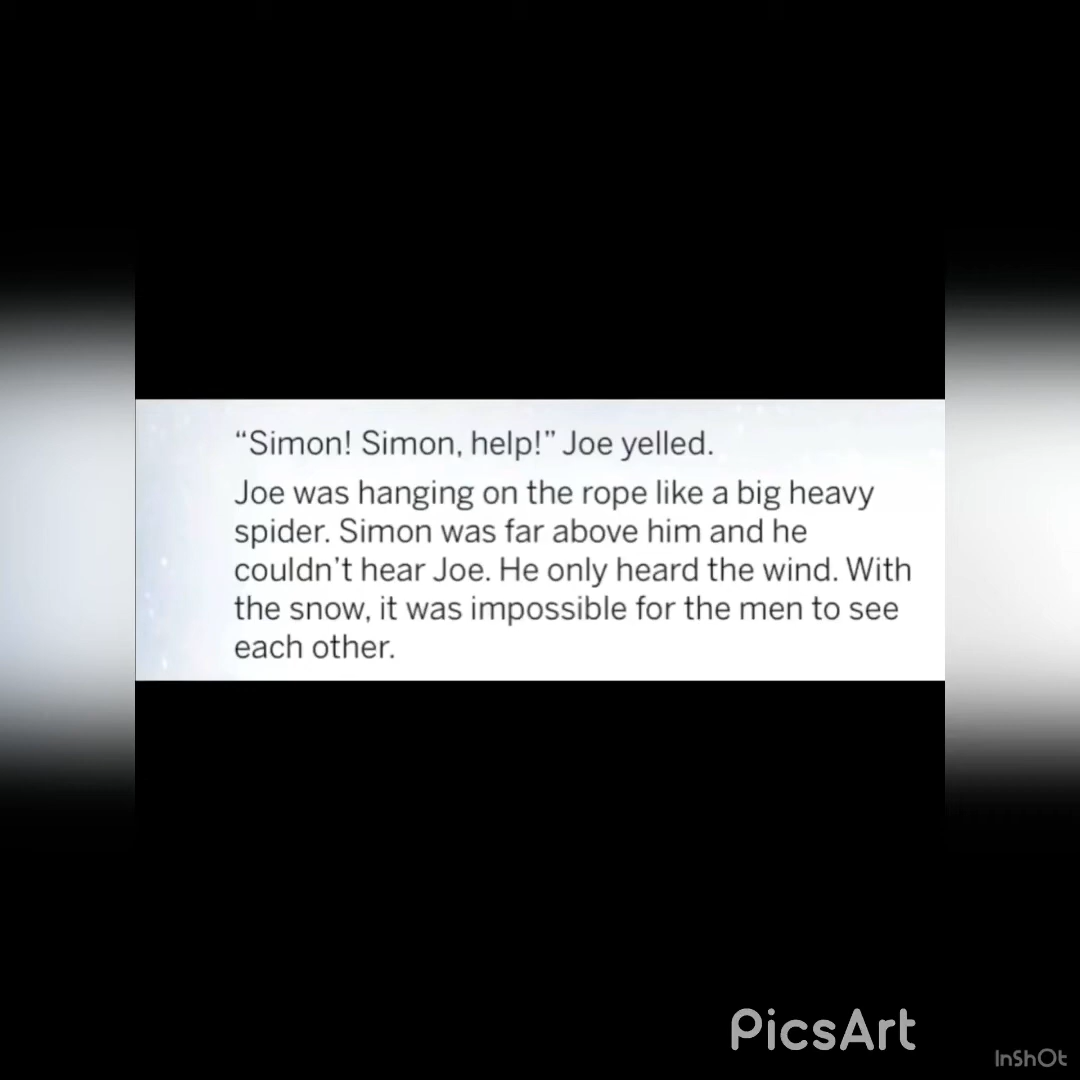 “Simon! Simon, help!” Joe yelled.
Joe was hanging on the rope like a big heavy
spider. Simon was far above him and he
couldn’t hear Joe. He only heard the wind. With
the snow, it was impossible for the men to see
each other.
PicsArt
InShOt